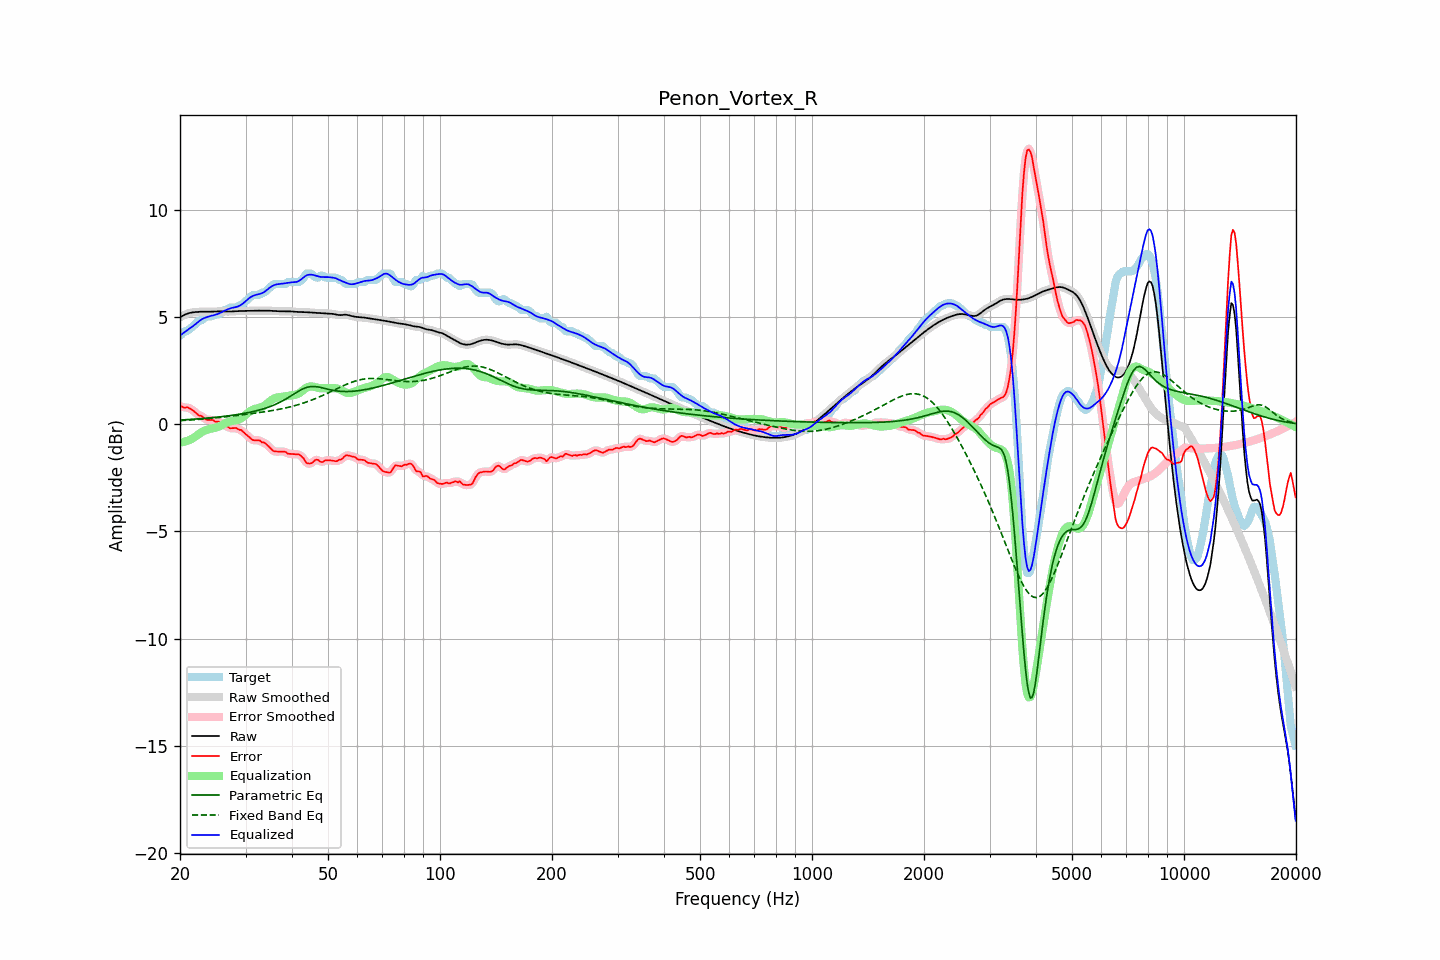 Penon_Vortex_R
Amplitude (dBr)
10
5
0
−5
−10
−15
−20
Target
Raw Smoothed
Error Smoothed
Raw
Error
Equalization
Parametric Eq
Fixed Band Eq
Equalized
20 50 100 200 500 1000 2000 5000 10000 20000
Frequency (Hz)